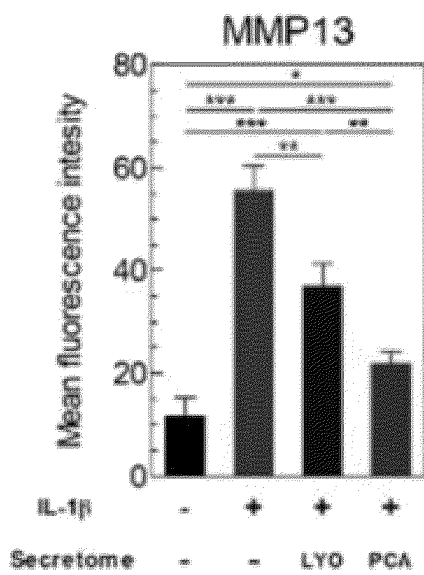 MMP13
Mean fluorescence intesity
80
*
*** ***
*** **
**
60
40
20
0
IL-1β - + + +
Secretome - - LYO PCA